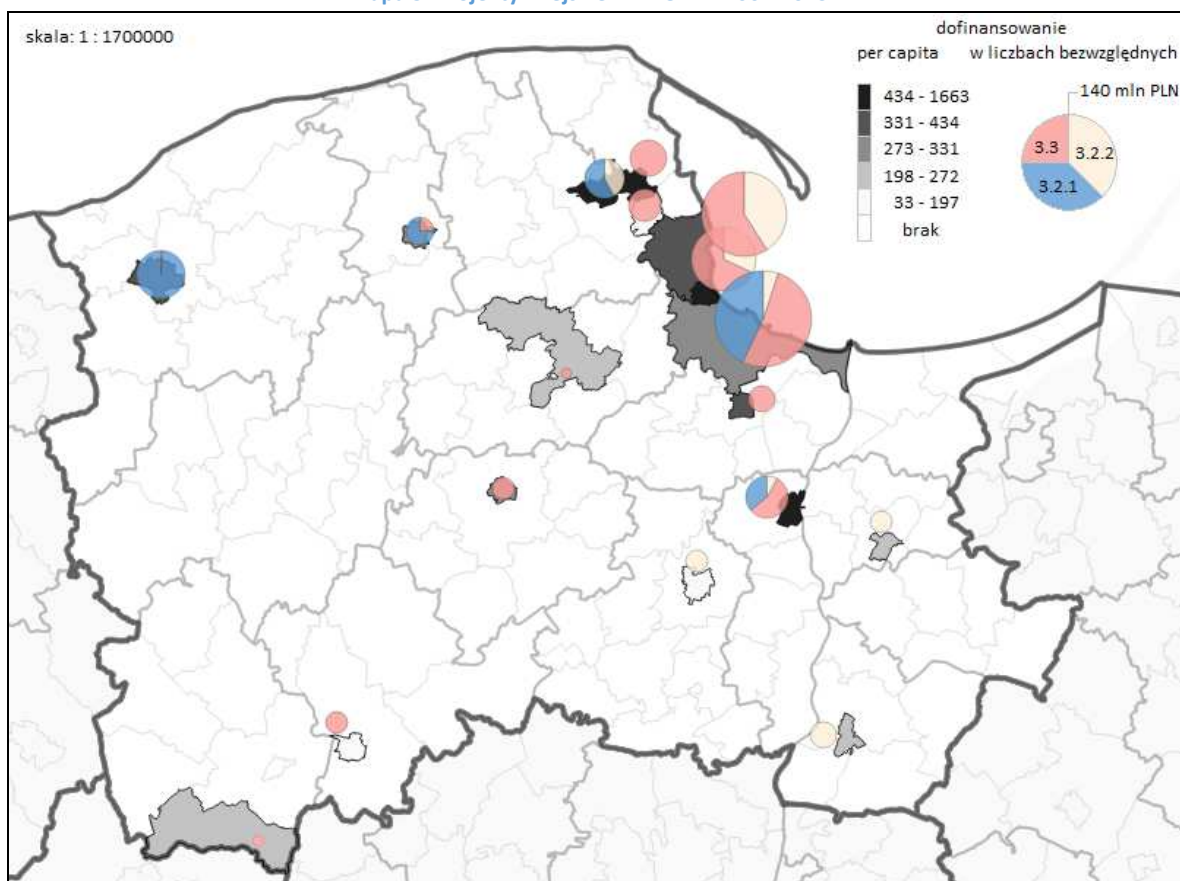 skala: 1 : 1700000
dofinansowanie
per capita w liczbach bezwzględnych
434 - 1663
331 - 434
273 - 331
198 - 272
33 - 197
brak
140 mln PLN
3.3
3.2.2
3.2.1